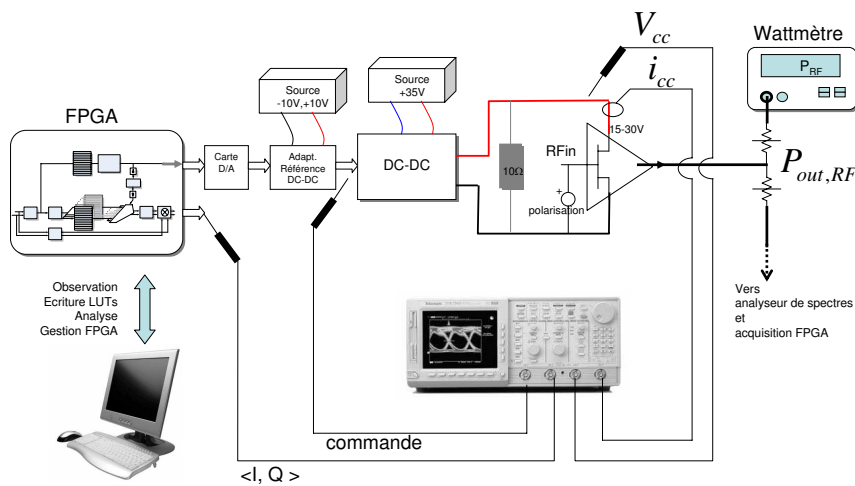 V_cc
i_cc
Wattmètre
P_RF
Source
-10V,+10V
Source
+35V
FPGA
Carte
D/A
Adapt.
Référence
DC-DC
DC-DC
10Ω
15-30V
RFin
+
polarisation
P_out,RF
Observation
Ecriture LUTs
Analyse
Gestion FPGA
Vers
analyseur de spectres
et
acquisition FPGA
Tektronix
commande
<I, Q >